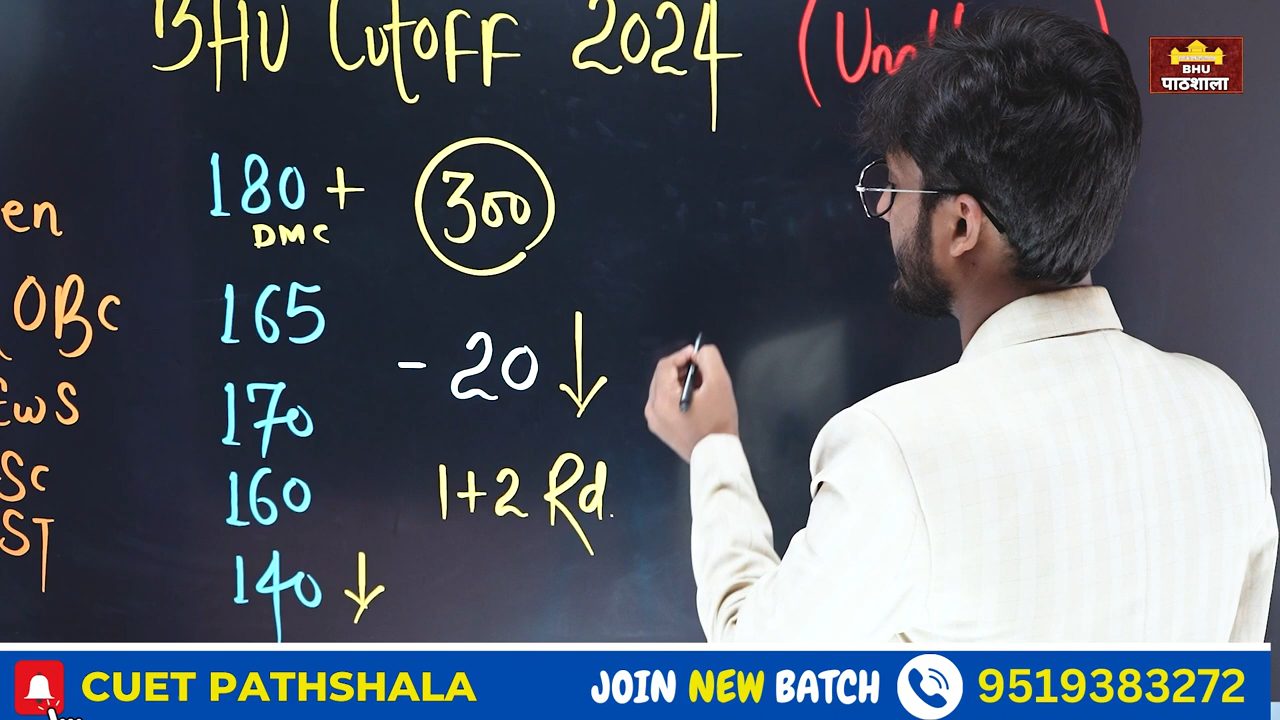 BHU CutoFF 2024
BHU
पाठशाला
en 180 + 300
DMC
OBC 165
- 20 ↓
EWS 170
SC 160
1+2 Rd.
ST 140 ↓
CUET PATHSHALA JOIN NEW BATCH 9519383272